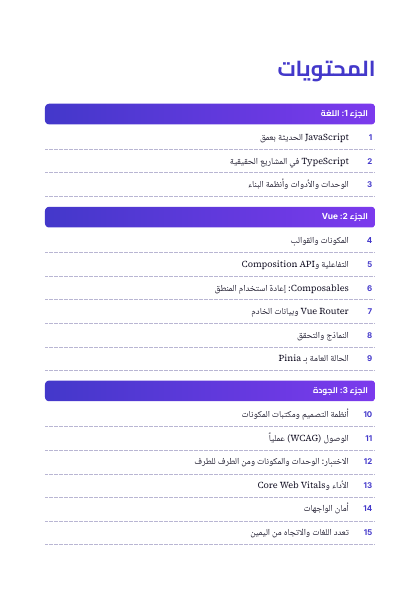 المحتويات
الجزء 1: اللغة
1 JavaScript الحديثة بعمق
2 TypeScript في المشاريع الحقيقية
3 الوحدات والأدوات وأنظمة البناء
الجزء 2: Vue
4 المكونات والقوالب
5 التفاعلية وComposition API
6 Composables: إعادة استخدام المنطق
7 Vue Router وبيانات الخادم
8 النماذج والتحقق
9 الحالة العامة بـ Pinia
الجزء 3: الجودة
10 أنظمة التصميم ومكتبات المكونات
11 الوصول (WCAG) عملياً
12 الاختبار: الوحدات والمكونات ومن الطرف للطرف
13 الأداء وCore Web Vitals
14 أمان الواجهات
15 تعدد اللغات والاتجاه من اليمين